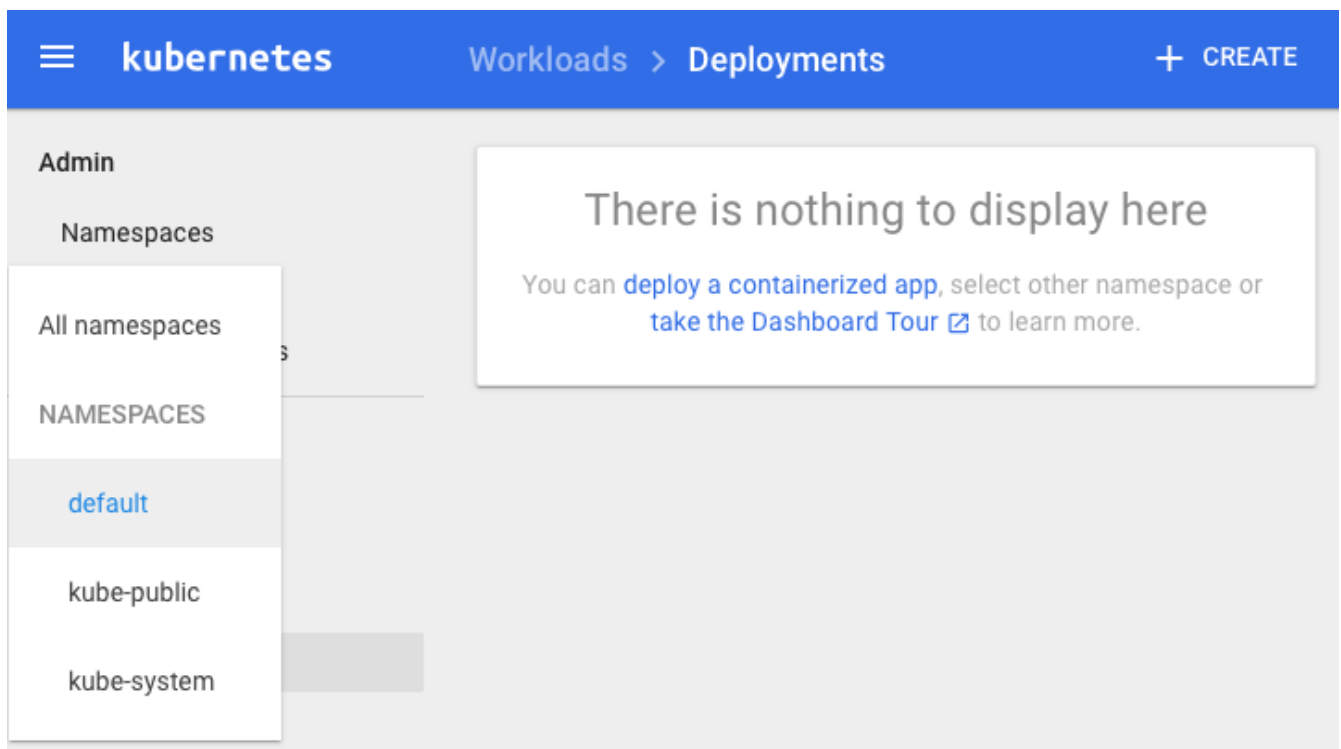 kubernetes
Workloads > Deployments
+ CREATE
Admin
Namespaces
All namespaces
s
NAMESPACES
default
kube-public
kube-system
There is nothing to display here
You can deploy a containerized app, select other namespace or
take the Dashboard Tour to learn more.